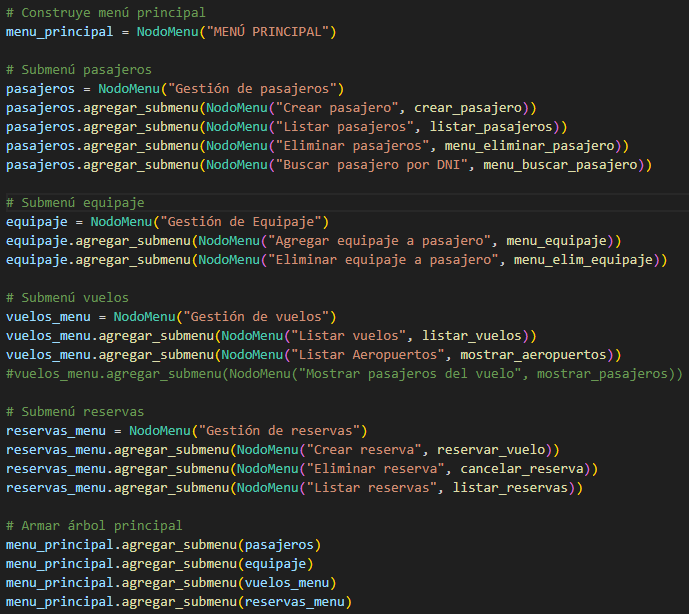 # Construye menú principal
menu_principal = NodoMenu("MENÚ PRINCIPAL")
# Submenú pasajeros
pasajeros = NodoMenu("Gestión de pasajeros")
pasajeros.agregar_submenu(NodoMenu("Crear pasajero", crear_pasajero))
pasajeros.agregar_submenu(NodoMenu("Listar pasajeros", listar_pasajeros))
pasajeros.agregar_submenu(NodoMenu("Eliminar pasajeros", menu_eliminar_pasajero))
pasajeros.agregar_submenu(NodoMenu("Buscar pasajero por DNI", menu_buscar_pasajero))
# Submenú equipaje
equipaje = NodoMenu("Gestión de Equipaje")
equipaje.agregar_submenu(NodoMenu("Agregar equipaje a pasajero", menu_equipaje))
equipaje.agregar_submenu(NodoMenu("Eliminar equipaje a pasajero", menu_elim_equipaje))
# Submenú vuelos
vuelos_menu = NodoMenu("Gestión de vuelos")
vuelos_menu.agregar_submenu(NodoMenu("Listar vuelos", listar_vuelos))
vuelos_menu.agregar_submenu(NodoMenu("Listar Aeropuertos", mostrar_aeropuertos))
#vuelos_menu.agregar_submenu(NodoMenu("Mostrar pasajeros del vuelo", mostrar_pasajeros))
# Submenú reservas
reservas_menu = NodoMenu("Gestión de reservas")
reservas_menu.agregar_submenu(NodoMenu("Crear reserva", reservar_vuelo))
reservas_menu.agregar_submenu(NodoMenu("Eliminar reserva", cancelar_reserva))
reservas_menu.agregar_submenu(NodoMenu("Listar reservas", listar_reservas))
# Armar árbol principal
menu_principal.agregar_submenu(pasajeros)
menu_principal.agregar_submenu(equipaje)
menu_principal.agregar_submenu(vuelos_menu)
menu_principal.agregar_submenu(reservas_menu)